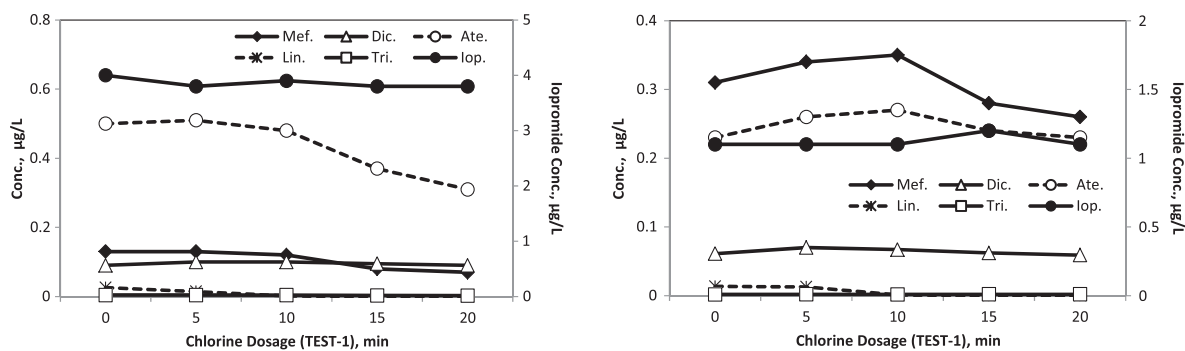 0.8
0.6
0.4
0.2
0
5
4
3
2
1
0
Conc., µg/L
Iopromide Conc., µg/L
Mef. Dic. Ate.
Lin. Tri. Iop.
0 5 10 15 20
Chlorine Dosage (TEST-1), min
0.4
0.3
0.2
0.1
0
2
1.5
1
0.5
0
Conc., µg/L
Iopromide Conc., µg/L
Mef. Dic. Ate.
Lin. Tri. Iop.
0 5 10 15 20
Chlorine Dosage (TEST-1), min